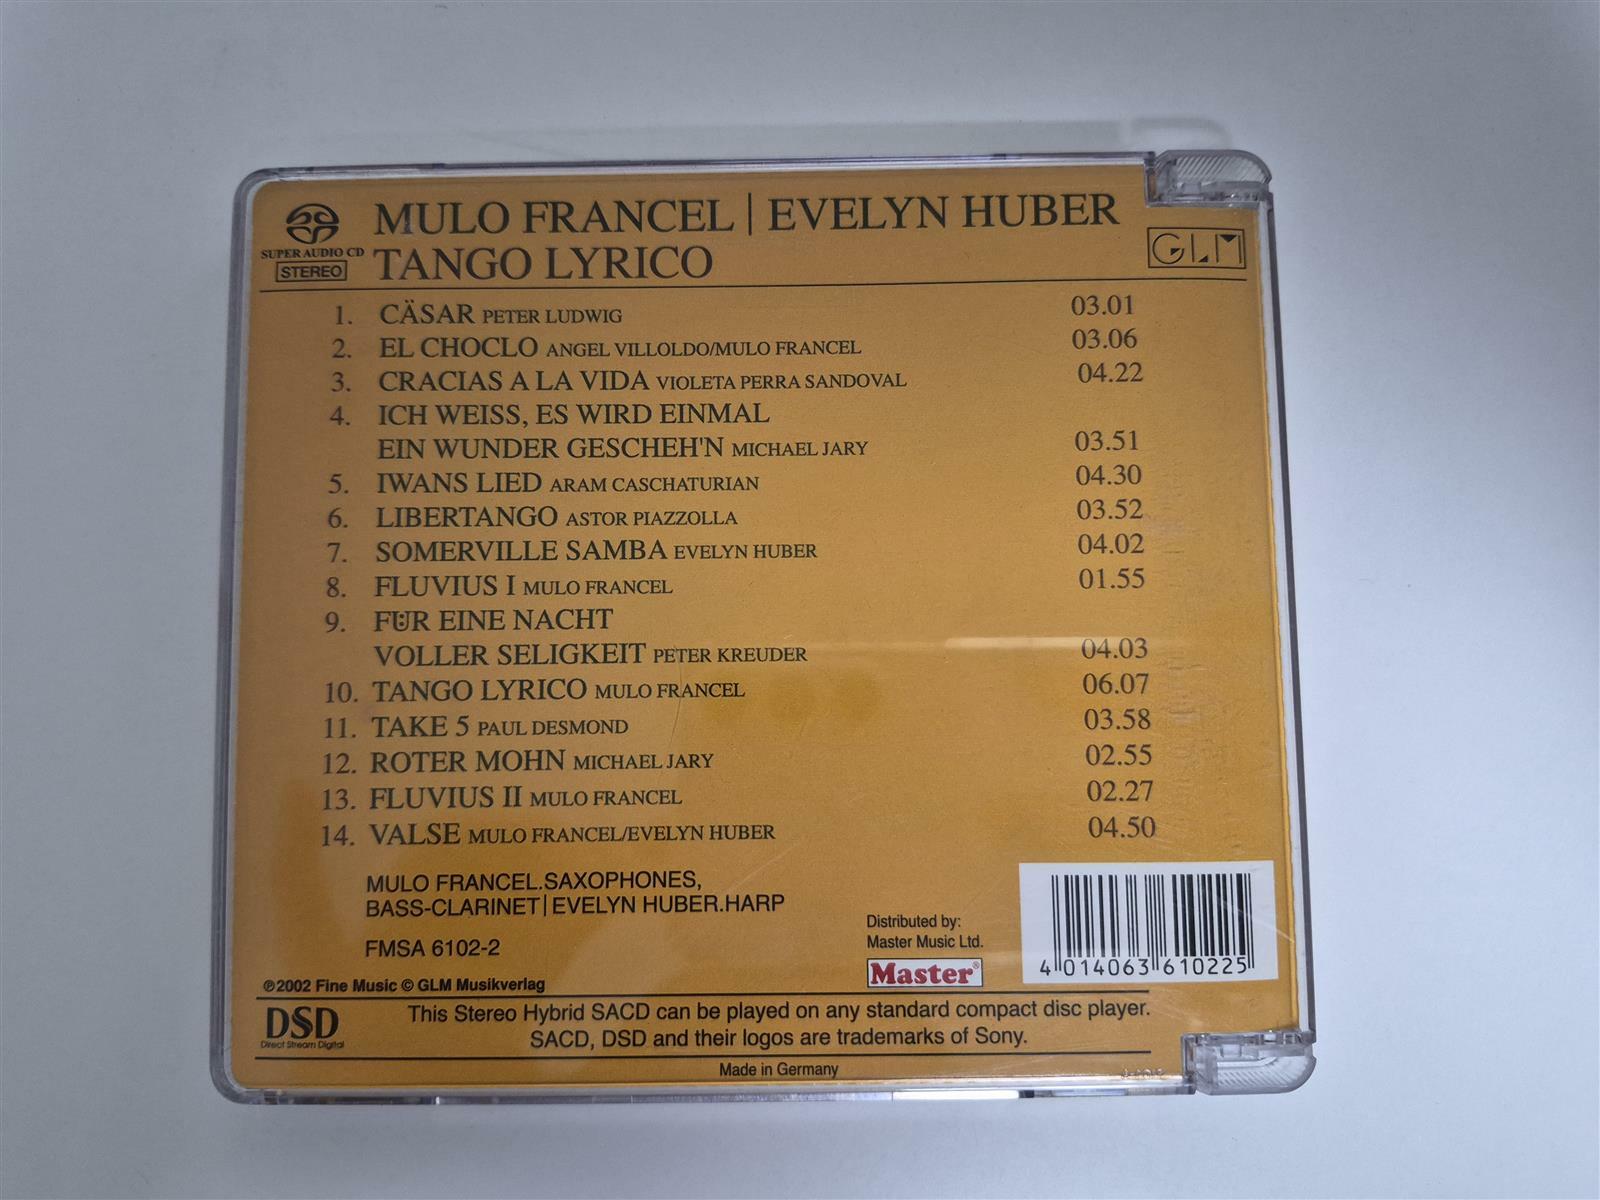 MULO FRANCEL | EVELYN HUBER
TANGO LYRICO
SUPER AUDIO CD
STEREO
GLM
1. CÄSAR PETER LUDWIG 03.01
2. EL CHOCLO ANGEL VILLOLDO/MULO FRANCEL 03.06
3. CRACIAS A LA VIDA VIOLETA PERRA SANDOVAL 04.22
4. ICH WEISS, ES WIRD EINMAL
EIN WUNDER GESCHEH'N MICHAEL JARY 03.51
5. IWANS LIED ARAM CASCHATURIAN 04.30
6. LIBERTANGO ASTOR PIAZZOLLA 03.52
7. SOMERVILLE SAMBA EVELYN HUBER 04.02
8. FLUVIUS I MULO FRANCEL 01.55
9. FÜR EINE NACHT
VOLLER SELIGKEIT PETER KREUDER 04.03
10. TANGO LYRICO MULO FRANCEL 06.07
11. TAKE 5 PAUL DESMOND 03.58
12. ROTER MOHN MICHAEL JARY 02.55
13. FLUVIUS II MULO FRANCEL 02.27
14. VALSE MULO FRANCEL/EVELYN HUBER 04.50
MULO FRANCEL.SAXOPHONES,
BASS-CLARINET | EVELYN HUBER.HARP
FMSA 6102-2
Distributed by:
Master Music Ltd.
Master®
4 014063 610225
℗2002 Fine Music © GLM Musikverlag
DSD
Direct Stream Digital
This Stereo Hybrid SACD can be played on any standard compact disc player.
SACD, DSD and their logos are trademarks of Sony.
Made in Germany